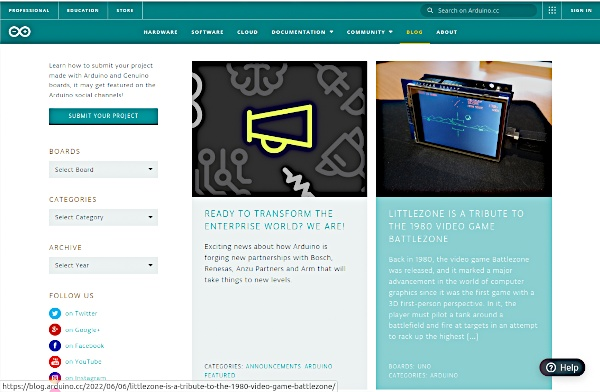 PROFESSIONAL
EDUCATION
STORE
Search on Arduino.cc
SIGN IN
HARDWARE
SOFTWARE
CLOUD
DOCUMENTATION
COMMUNITY
BLOG
ABOUT
Learn how to submit your project
made with Arduino and Genuino
boards, it may get featured on the
Arduino social channels!
SUBMIT YOUR PROJECT
BOARDS
Select Board
CATEGORIES
Select Category
ARCHIVE
Select Year
FOLLOW US
on Twitter
on Google+
on Facebook
on YouTube
on Instagram
READY TO TRANSFORM THE
ENTERPRISE WORLD? WE ARE!
Exciting news about how Arduino is
forging new partnerships with Bosch,
Renesas, Anzu Partners and Arm that will
take things to new levels.
CATEGORIES: ANNOUNCEMENTS ARDUINO
FEATURED
LITTLEZONE IS A TRIBUTE TO
THE 1980 VIDEO GAME
BATTLEZONE
Back in 1980, the video game Battlezone
was released, and it marked a major
advancement in the world of computer
graphics since it was the first game with a
3D first-person perspective. In it, the
player must pilot a tank around a
battlefield and fire at targets in an attempt
to rack up the highest […]
BOARDS: UNO
CATEGORIES: ARDUINO
Help
https://blog.arduino.cc/2022/06/06/littlezone-is-a-tribute-to-the-1980-video-game-battlezone/